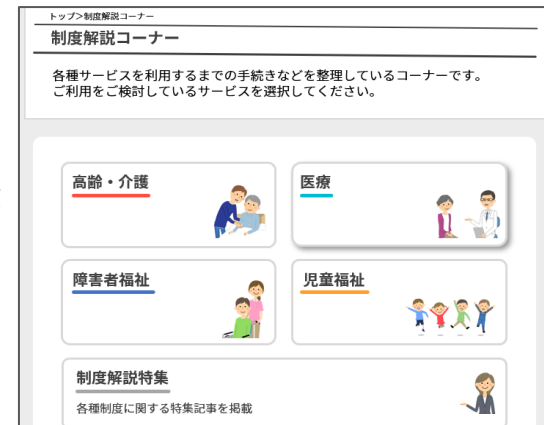 トップ＞制度解説コーナー
制度解説コーナー
各種サービスを利用するまでの手続きなどを整理しているコーナーです。
ご利用をご検討しているサービスを選択してください。
高齢・介護
医療
障害者福祉
児童福祉
制度解説特集
各種制度に関する特集記事を掲載